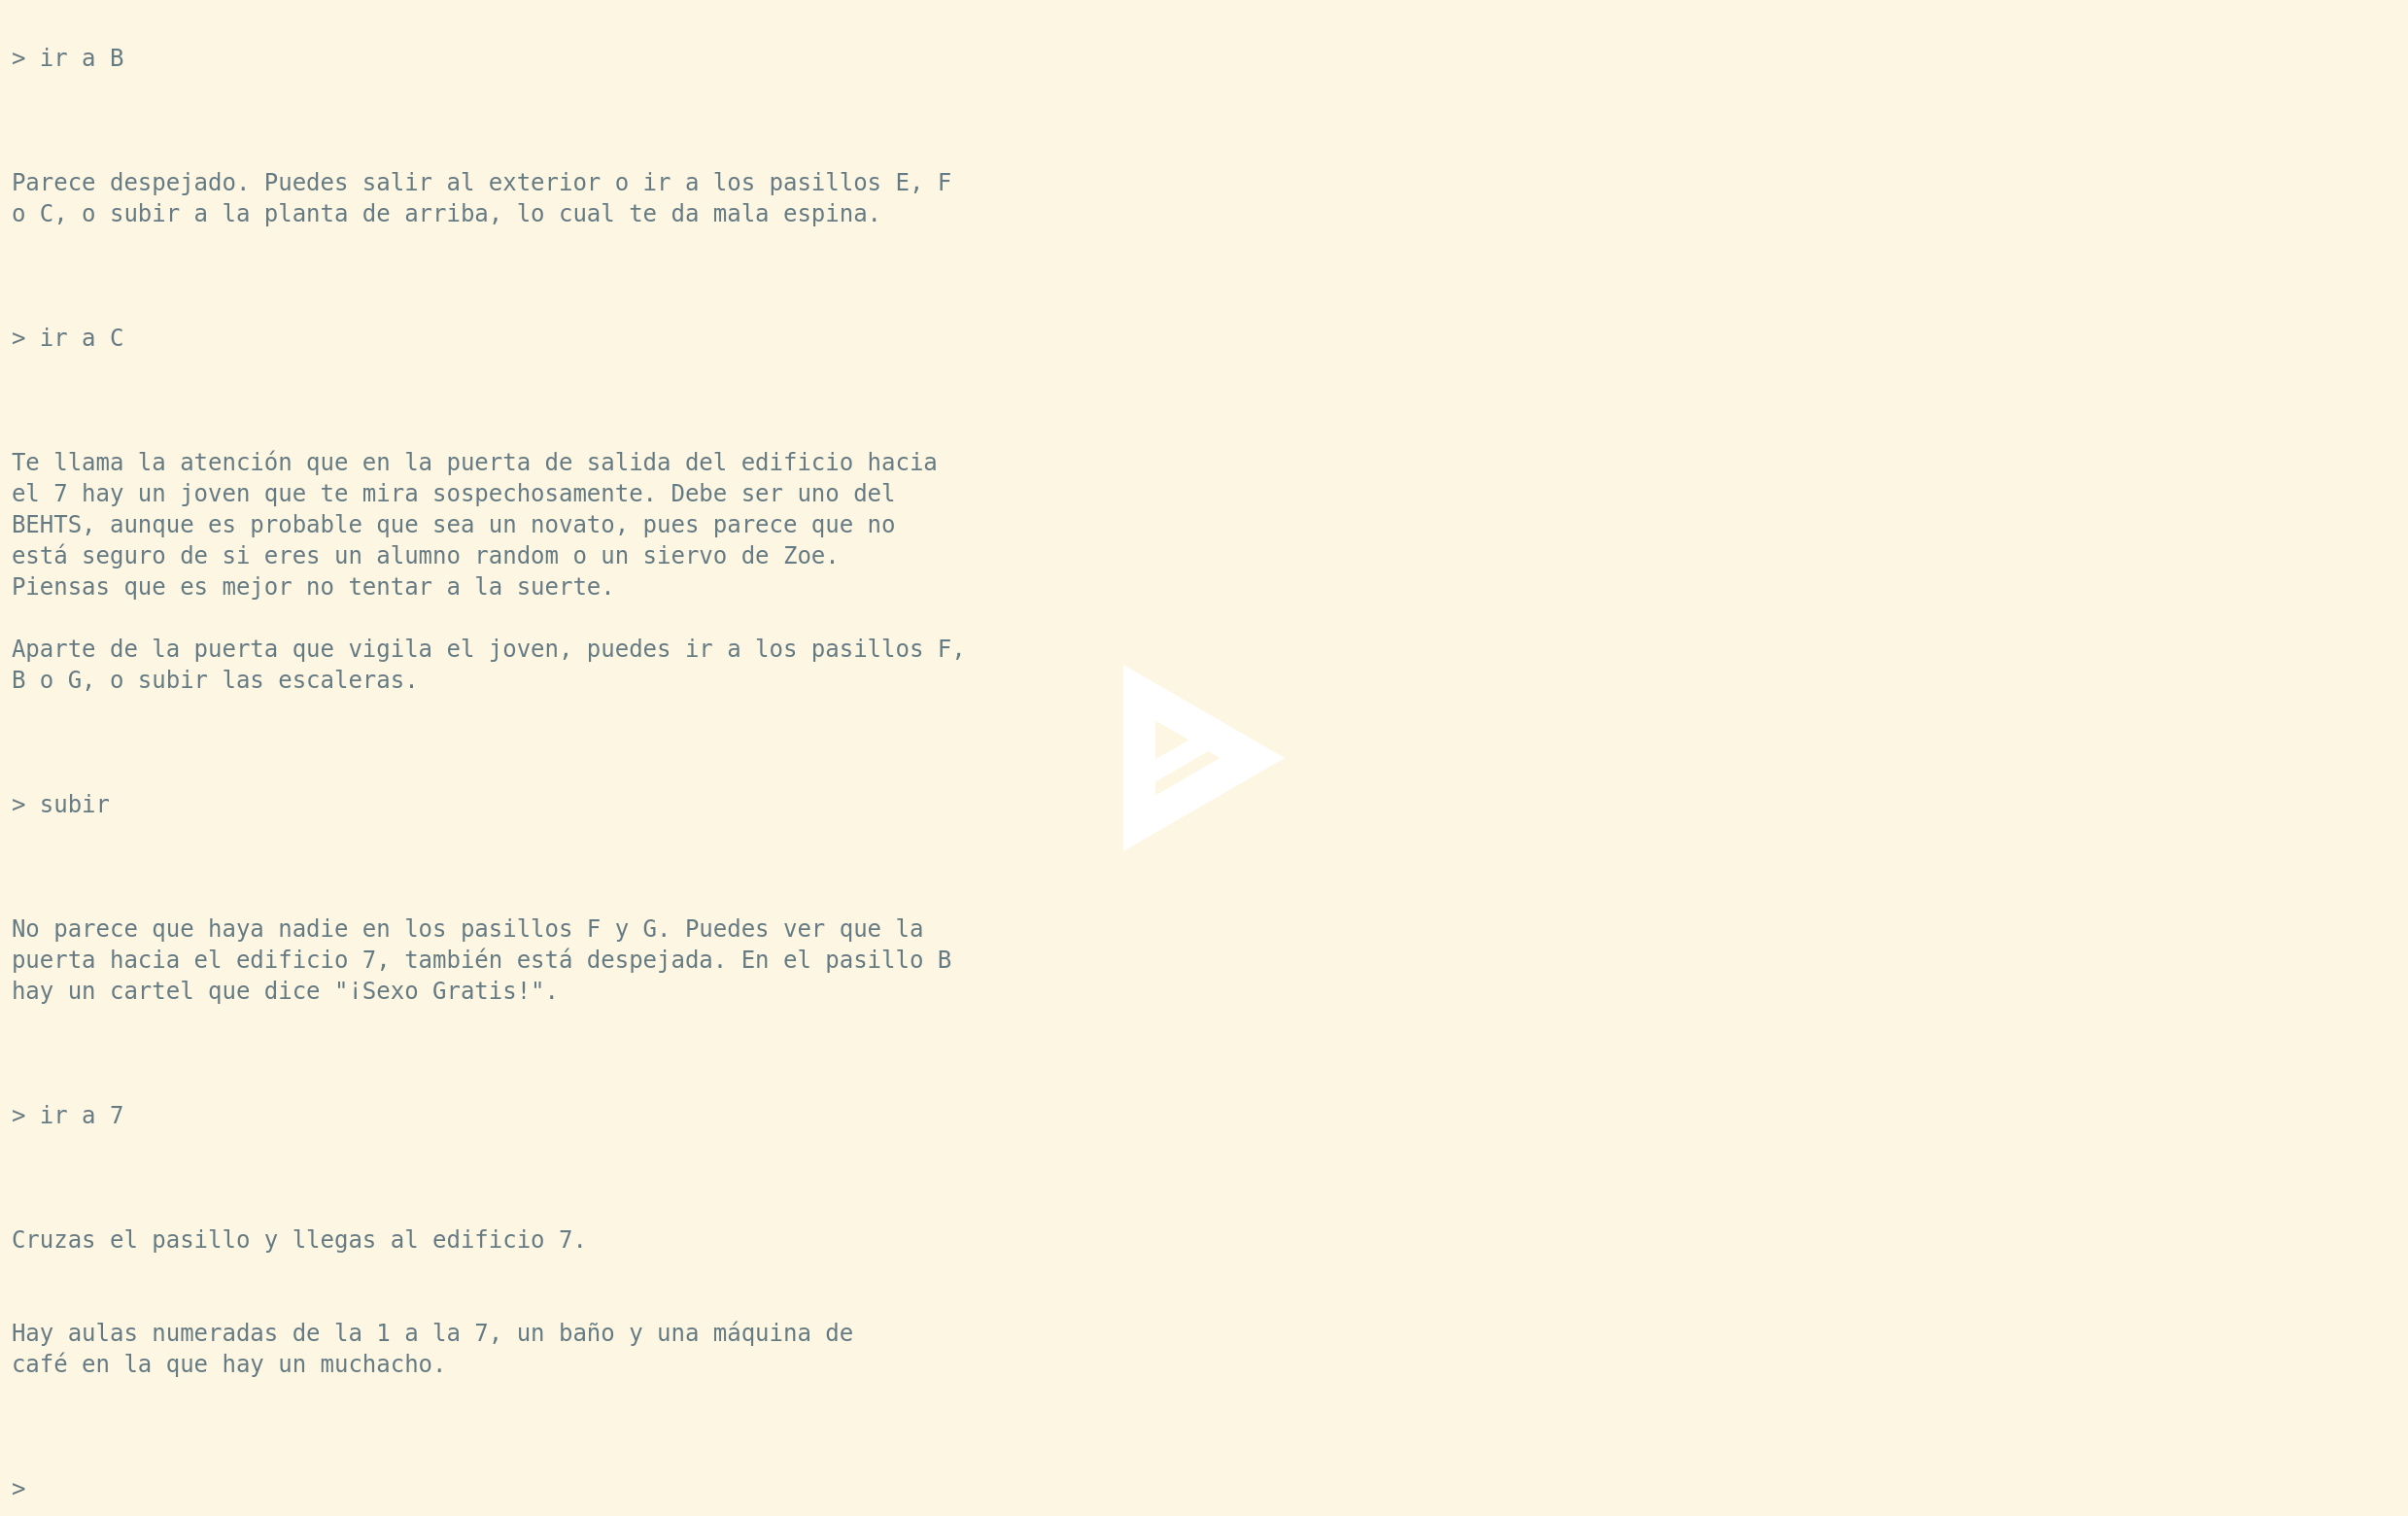 > ir a B
Parece despejado. Puedes salir al exterior o ir a los pasillos E, F
o C, o subir a la planta de arriba, lo cual te da mala espina.
> ir a C
Te llama la atención que en la puerta de salida del edificio hacia
el 7 hay un joven que te mira sospechosamente. Debe ser uno del
BEHTS, aunque es probable que sea un novato, pues parece que no
está seguro de si eres un alumno random o un siervo de Zoe.
Piensas que es mejor no tentar a la suerte.
Aparte de la puerta que vigila el joven, puedes ir a los pasillos F,
B o G, o subir las escaleras.
> subir
No parece que haya nadie en los pasillos F y G. Puedes ver que la
puerta hacia el edificio 7, también está despejada. En el pasillo B
hay un cartel que dice "¡Sexo Gratis!".
> ir a 7
Cruzas el pasillo y llegas al edificio 7.
Hay aulas numeradas de la 1 a la 7, un baño y una máquina de
café en la que hay un muchacho.
>